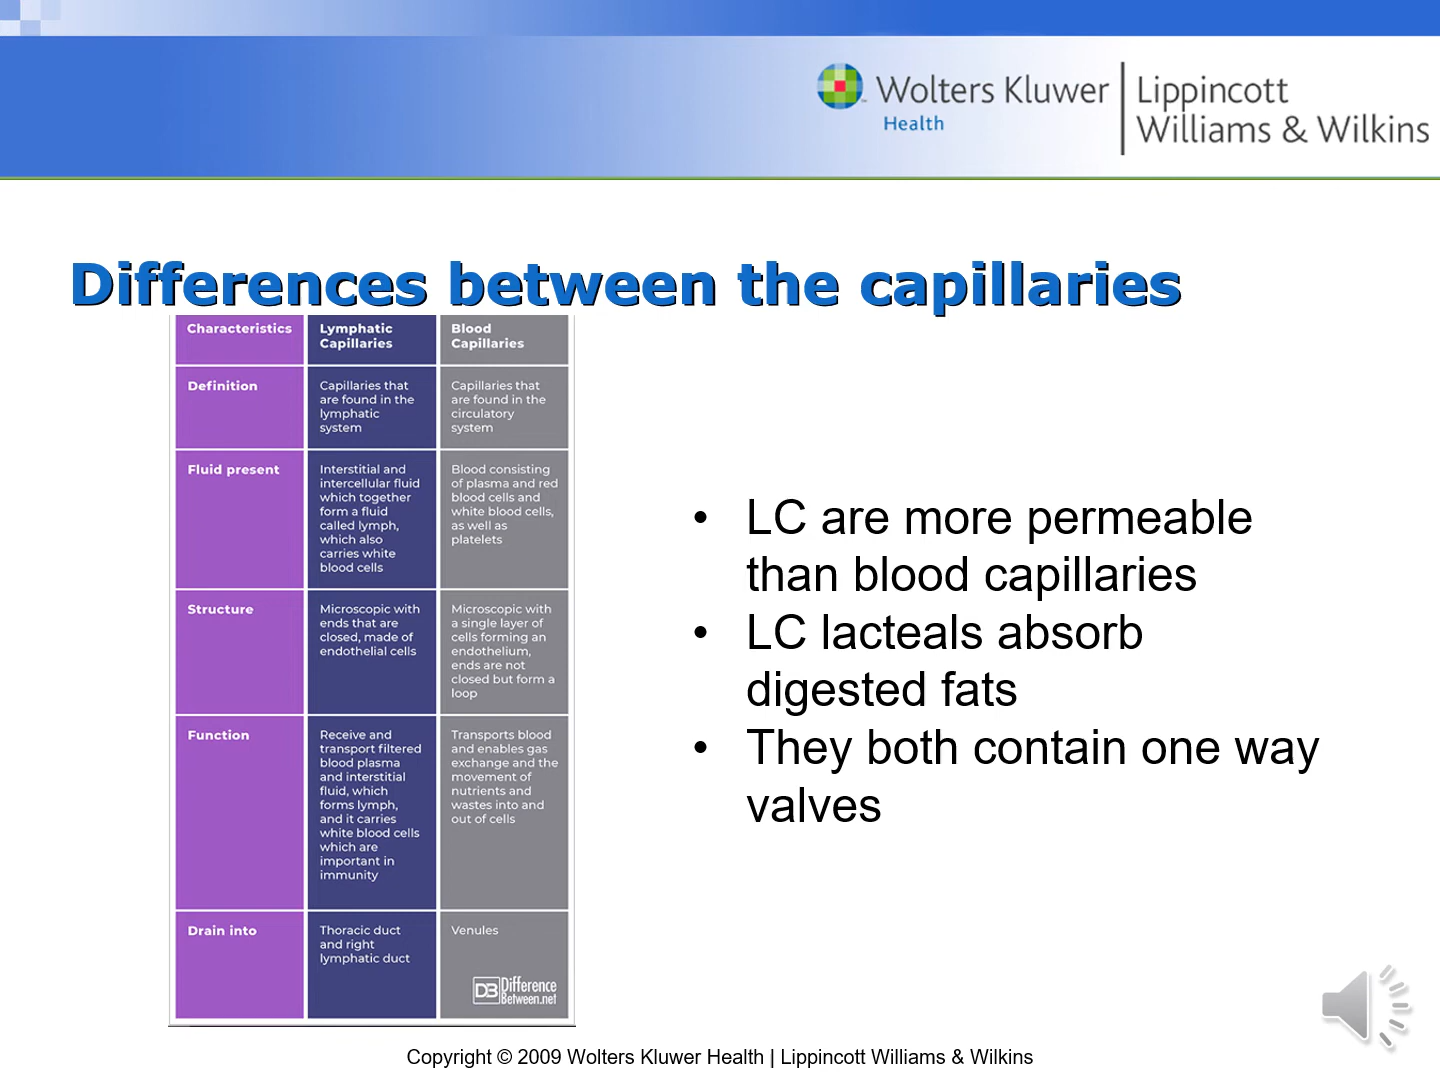 Wolters Kluwer
Health
Lippincott
Williams & Wilkins
Differences between the capillaries
Characteristics
Lymphatic
Capillaries
Blood
Capillaries
Definition
Capillaries that
are found in the
lymphatic
system
Capillaries that
are found in the
circulatory
system
Fluid present
Interstitial and
intercellular fluid
which together
form a fluid
called lymph,
which also
carries white
blood cells
Blood consisting
of plasma and red
blood cells and
white blood cells,
as well as
platelets
Structure
Microscopic with
ends that are
closed, made of
endothelial cells
Microscopic with
a single layer of
cells forming an
endothelium,
ends are not
closed but form a
loop
Function
Receive and
transport filtered
blood plasma
and interstitial
fluid, which
forms lymph,
and it carries
white blood cells
which are
important in
immunity
Transports blood
and enables gas
exchange and the
movement of
nutrients and
wastes into and
out of cells
Drain into
Thoracic duct
and right
lymphatic duct
Venules
DB Difference
Between.net
• LC are more permeable
than blood capillaries
• LC lacteals absorb
digested fats
• They both contain one way
valves
Copyright © 2009 Wolters Kluwer Health | Lippincott Williams & Wilkins